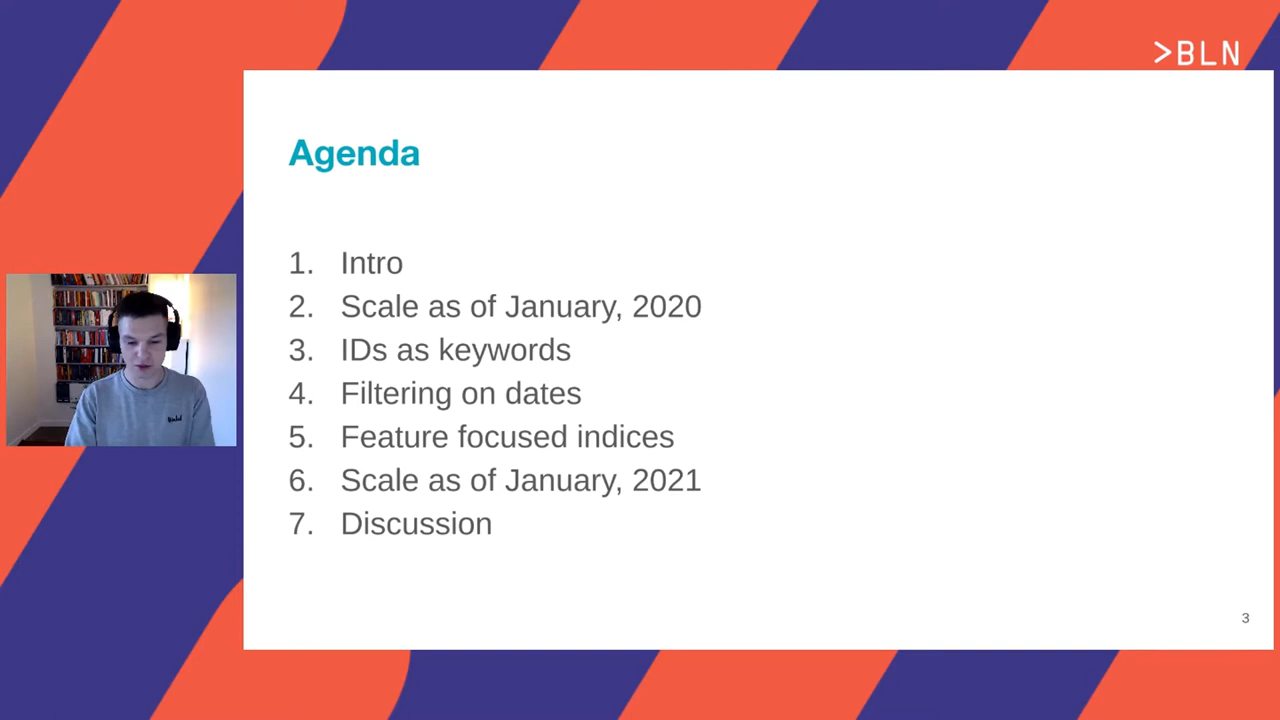 >BLN
Agenda
1. Intro
2. Scale as of January, 2020
3. IDs as keywords
4. Filtering on dates
5. Feature focused indices
6. Scale as of January, 2021
7. Discussion
3